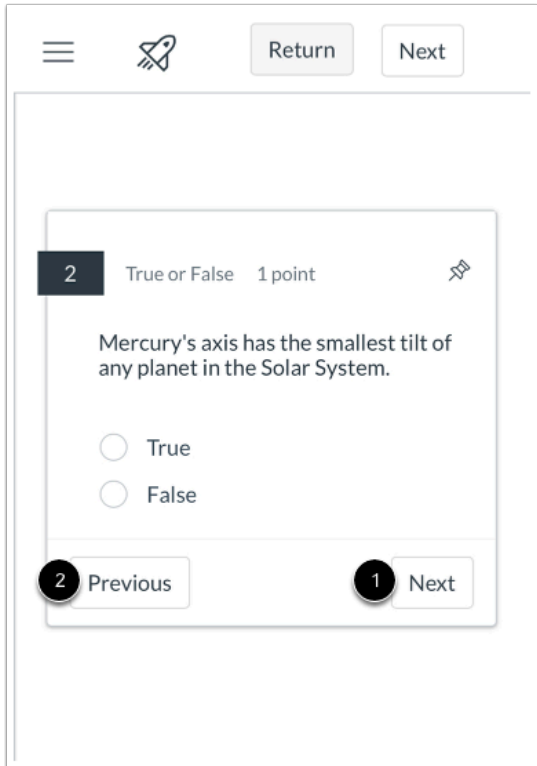 Return Next
2 True or False 1 point
Mercury's axis has the smallest tilt of
any planet in the Solar System.
True
False
2 Previous 1 Next